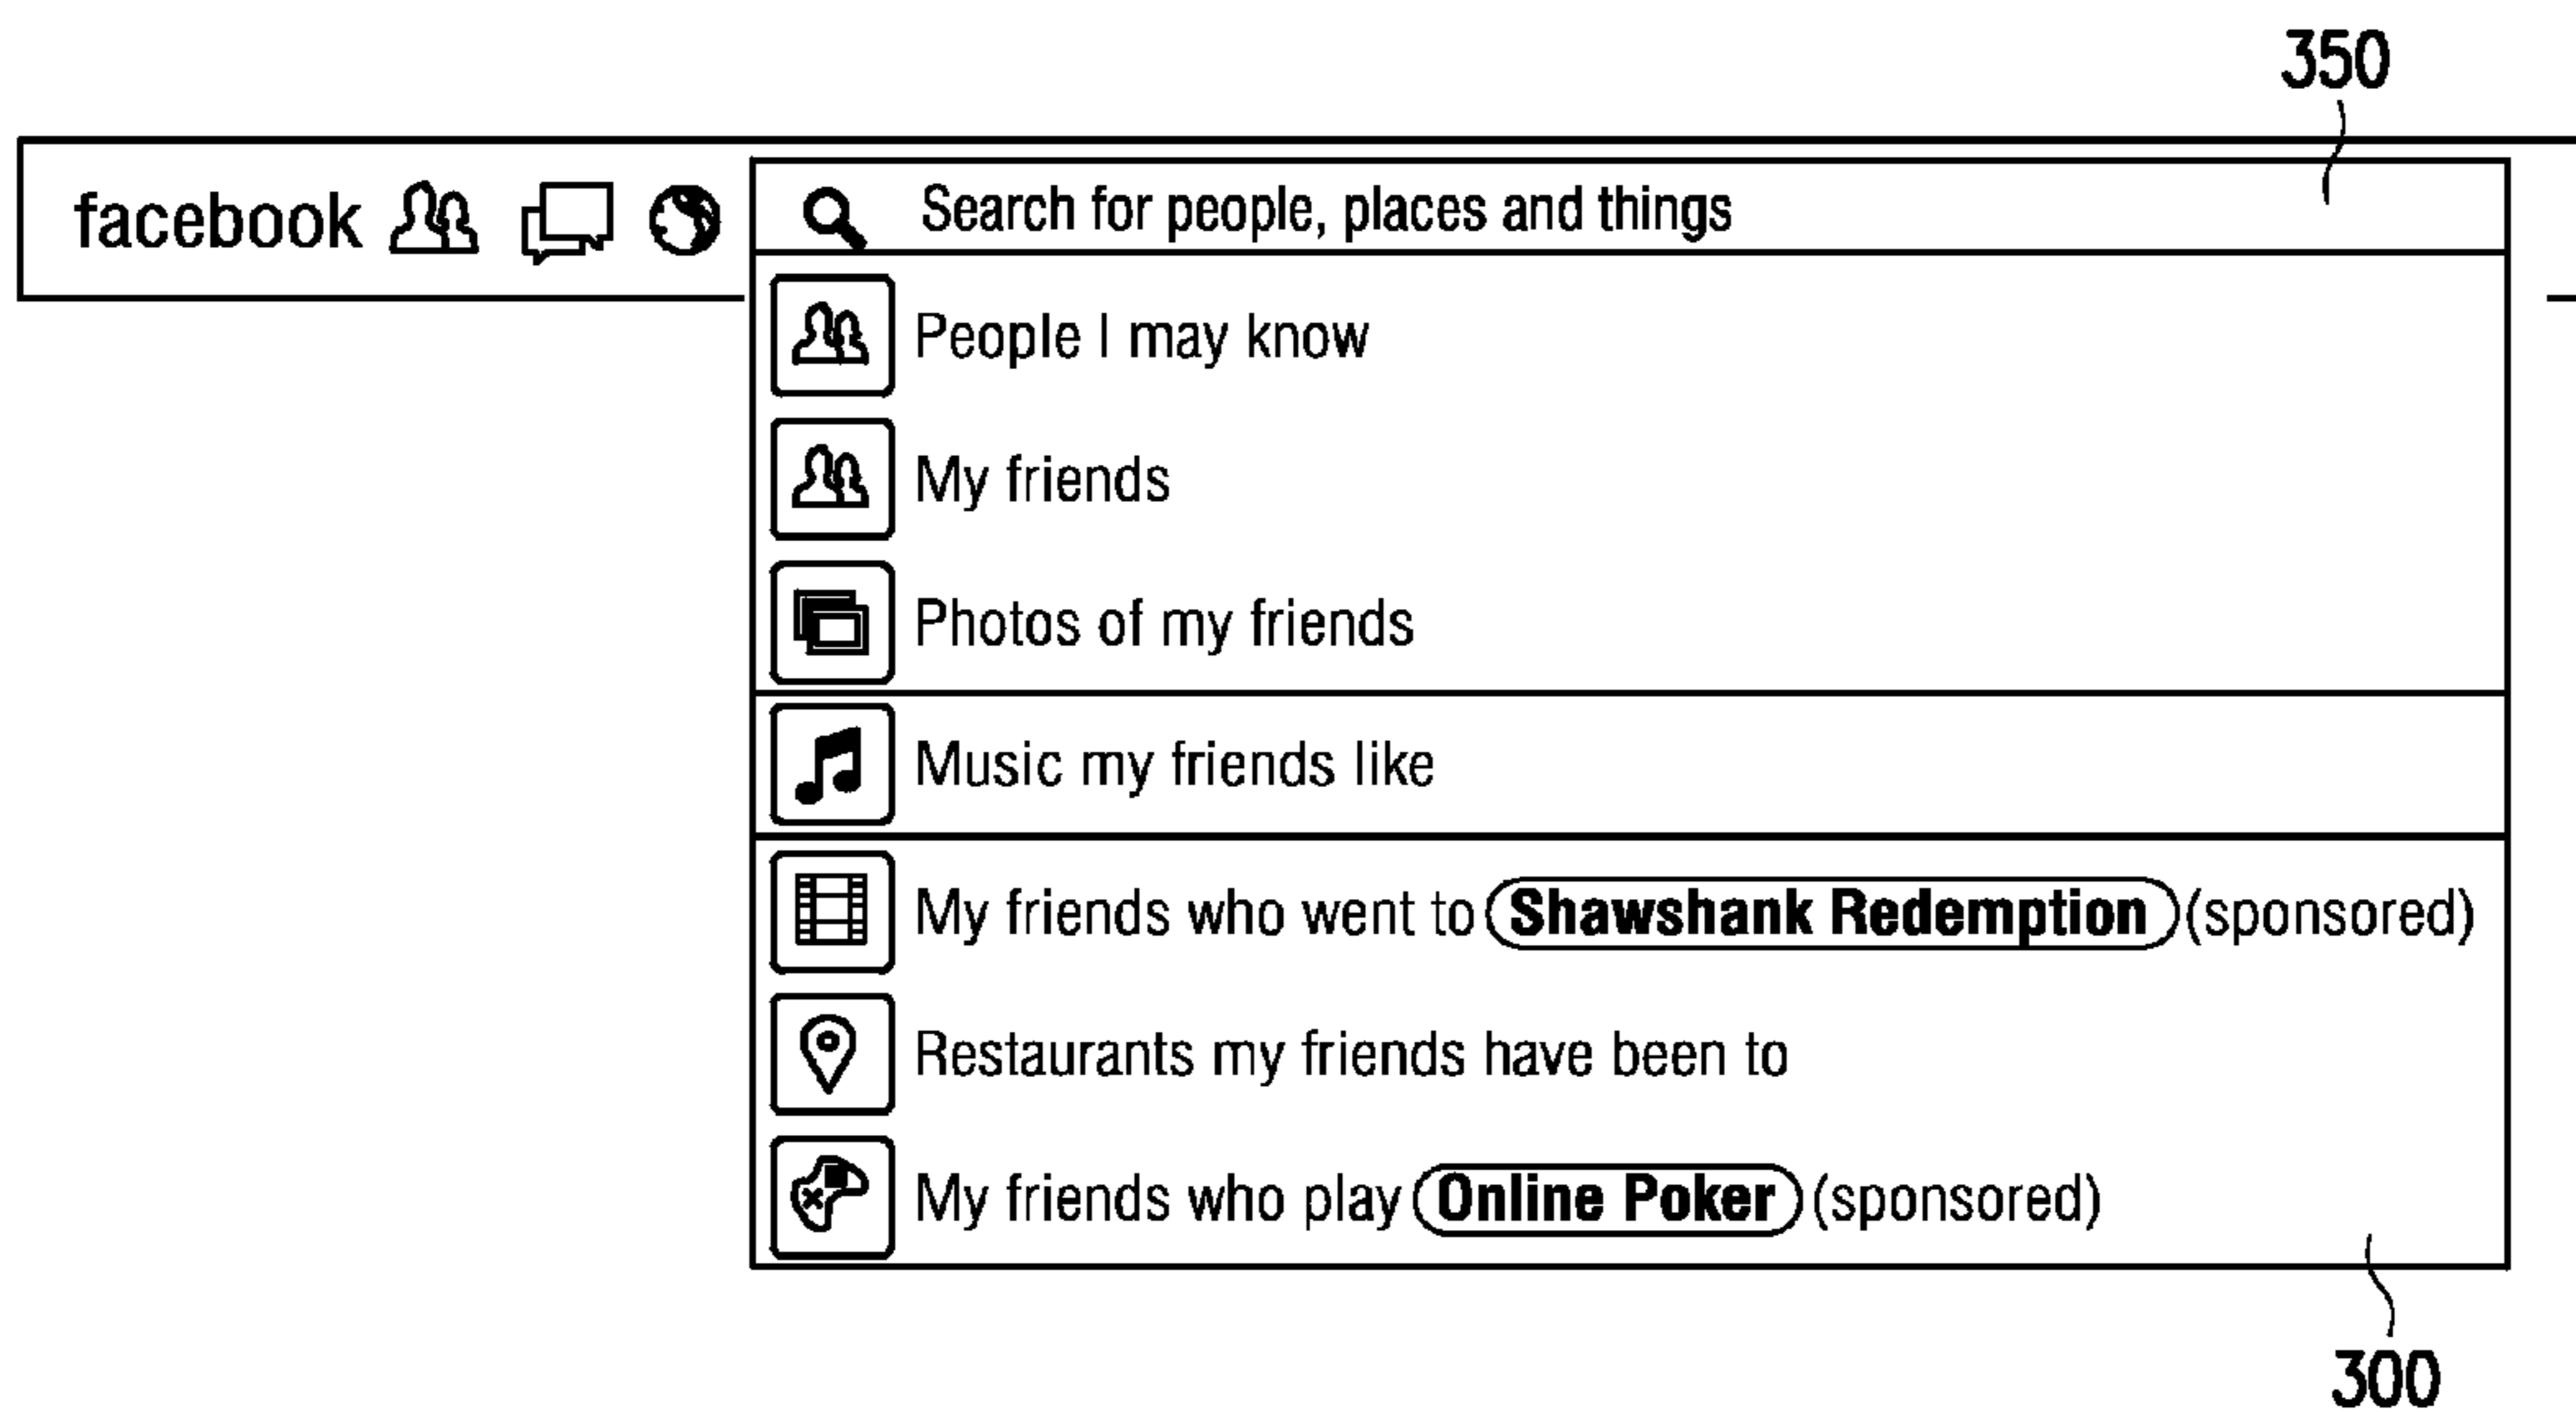 350
facebook
Search for people, places and things
People I may know
My friends
Photos of my friends
Music my friends like
My friends who went to Shawshank Redemption (sponsored)
Restaurants my friends have been to
My friends who play Online Poker (sponsored)
300